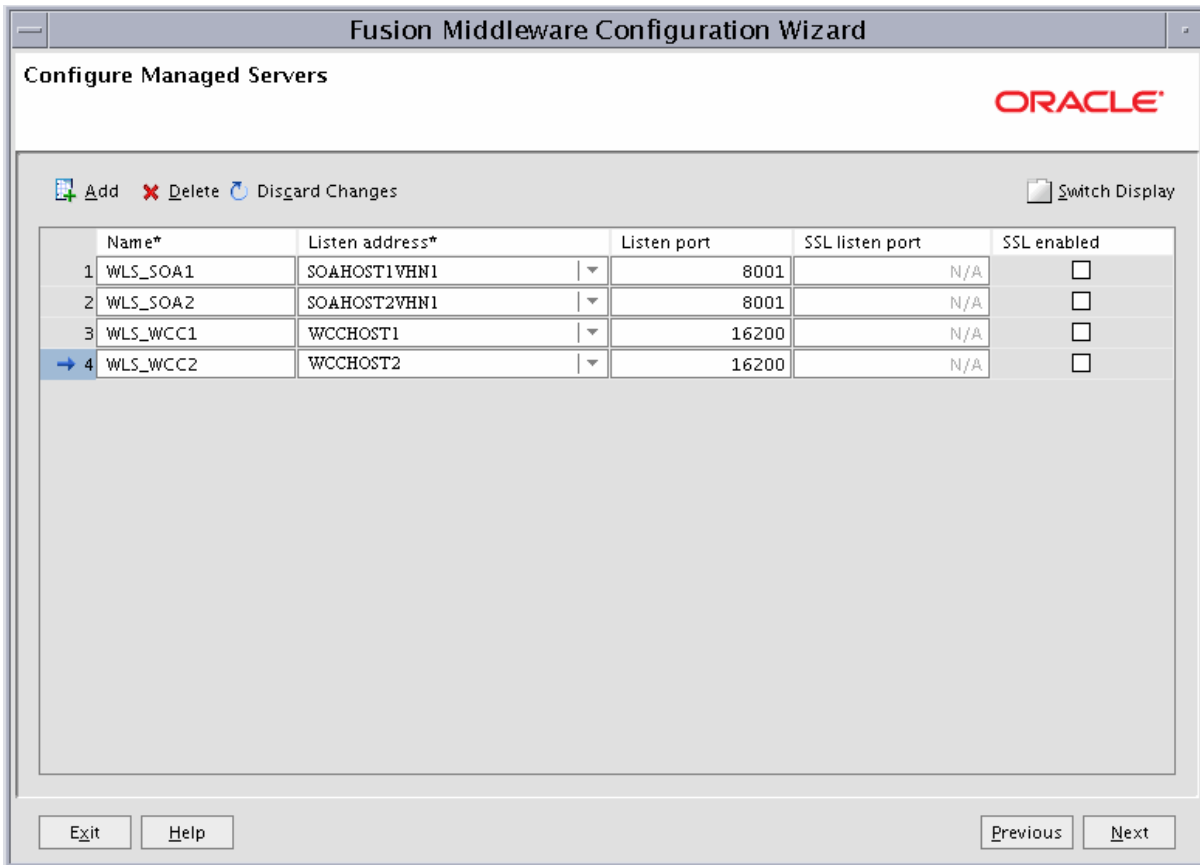 Fusion Middleware Configuration Wizard
Configure Managed Servers
ORACLE
Add Delete Discard Changes Switch Display
Name* Listen address* Listen port SSL listen port SSL enabled
1 WLS_SOA1 SOAHOST1VHN1 8001 N/A
2 WLS_SOA2 SOAHOST2VHN1 8001 N/A
3 WLS_WCC1 WCCHOST1 16200 N/A
4 WLS_WCC2 WCCHOST2 16200 N/A
Exit Help Previous Next